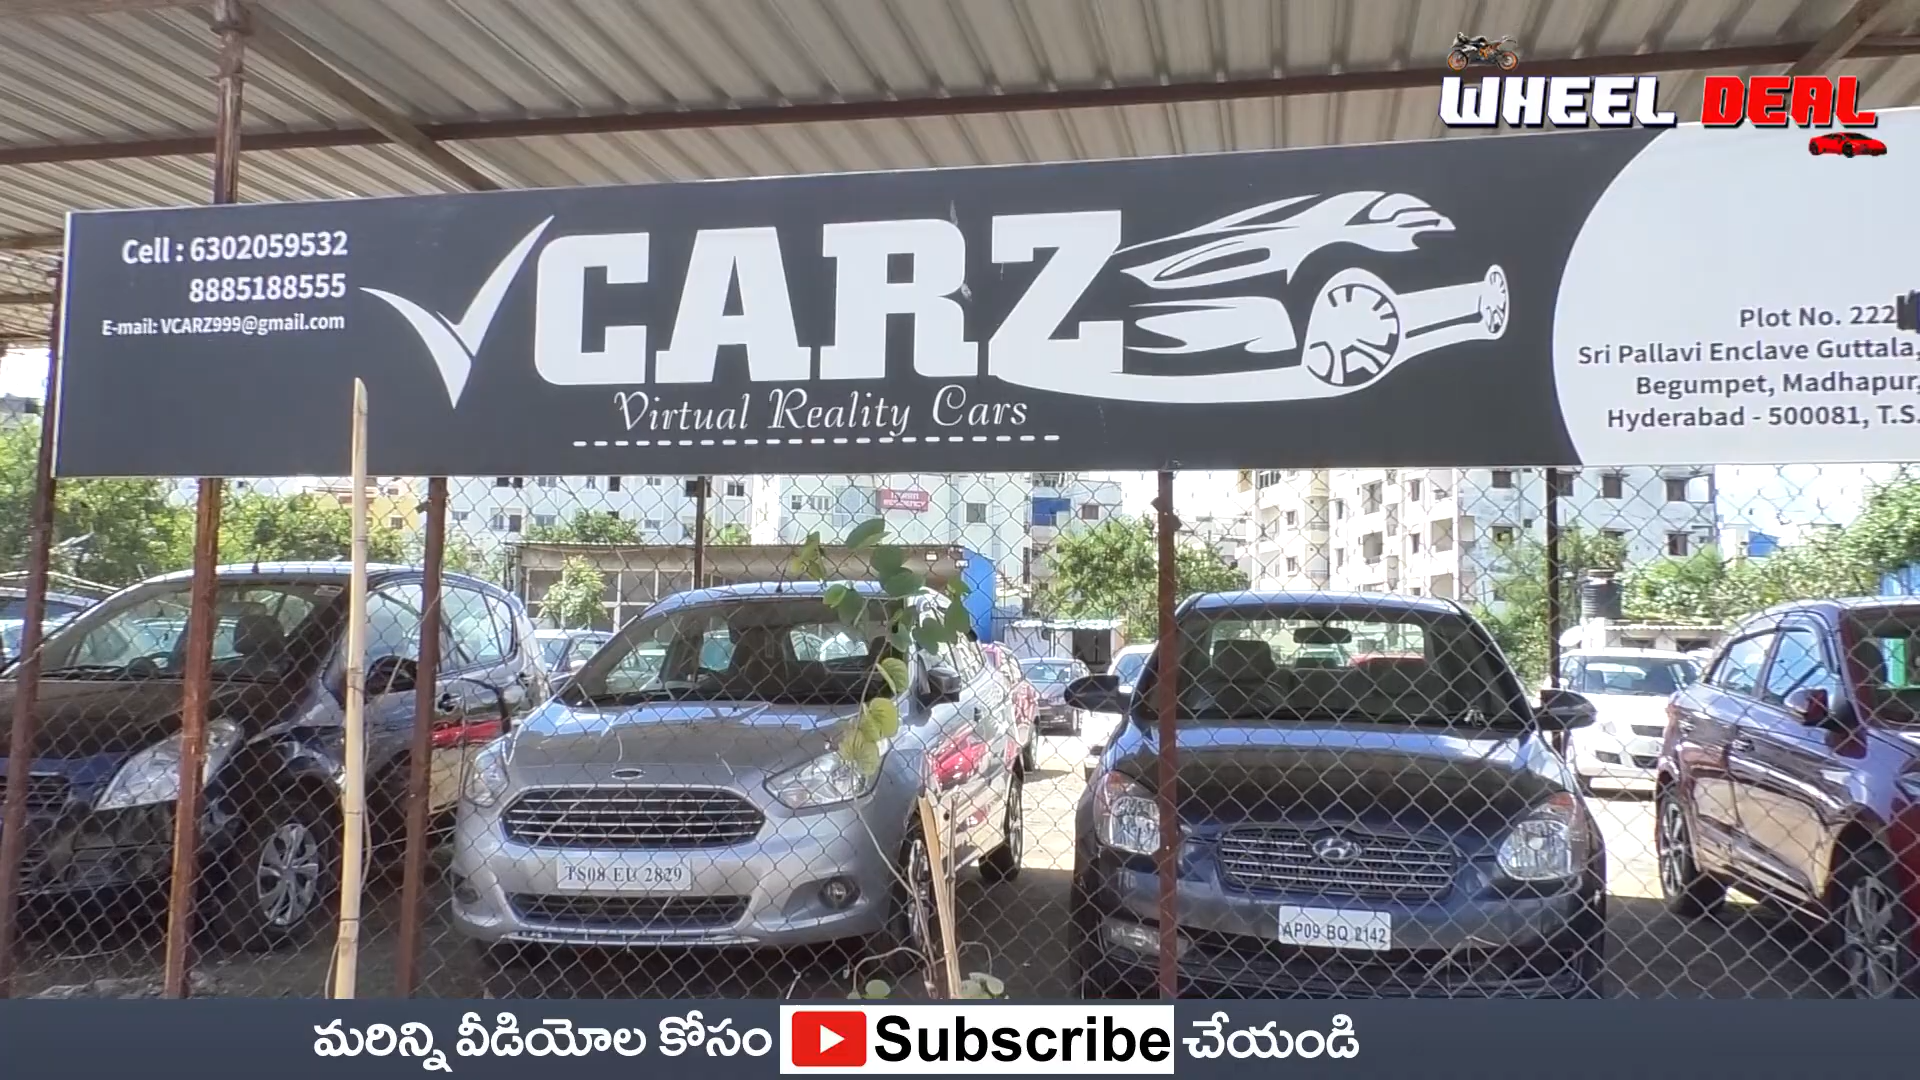 WHEEL DEAL
Cell : 6302059532
8885188555
E-mail: VCARZ999@gmail.com
VCARZ
Virtual Reality Cars
Plot No. 222
Sri Pallavi Enclave Guttala,
Begumpet, Madhapur,
Hyderabad - 500081, T.S.
TS08 EU 2829
AP09 BQ 2142
మరిన్ని వీడియోల కోసం Subscribe చేయండి